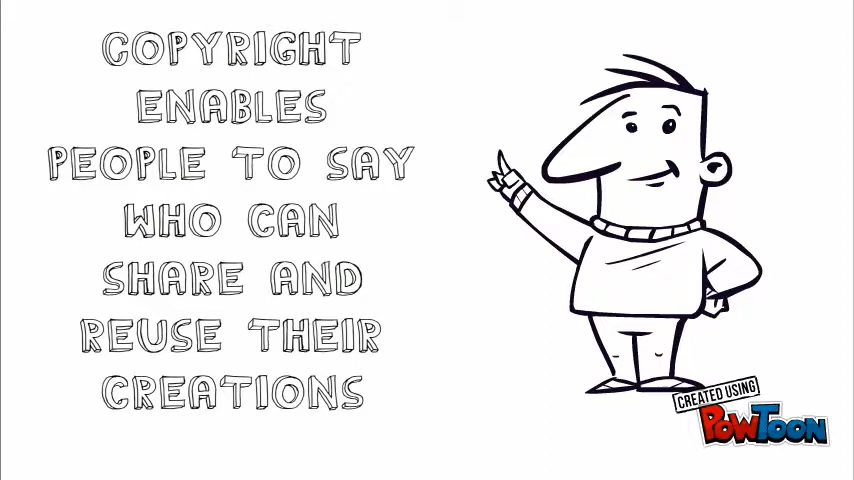 COPYRIGHT
ENABLES
PEOPLE TO SAY
WHO CAN
SHARE AND
REUSE THEIR
CREATIONS
CREATED USING
POWTOON